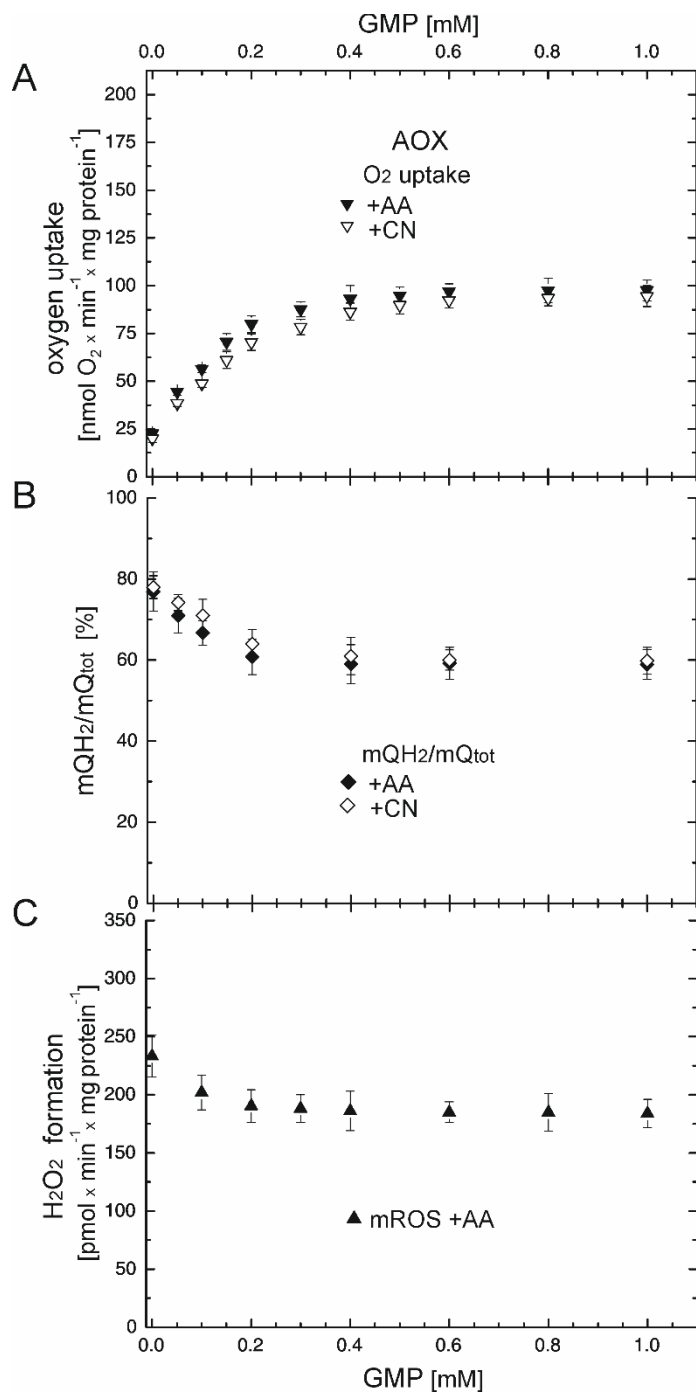 GMP [mM]
0.0 0.2 0.4 0.6 0.8 1.0
A
200
175
150
125
100
75
50
25
0
oxygen uptake
[nmol O₂ x min⁻¹ x mg protein⁻¹]
AOX
O₂ uptake
+AA
+CN
B
100
80
60
40
20
0
mQH₂/mQtot [%]
mQH₂/mQtot
+AA
+CN
C
350
300
250
200
150
100
50
0
H₂O₂ formation
[pmol x min⁻¹ x mg protein⁻¹]
mROS +AA
0.0 0.2 0.4 0.6 0.8 1.0
GMP [mM]